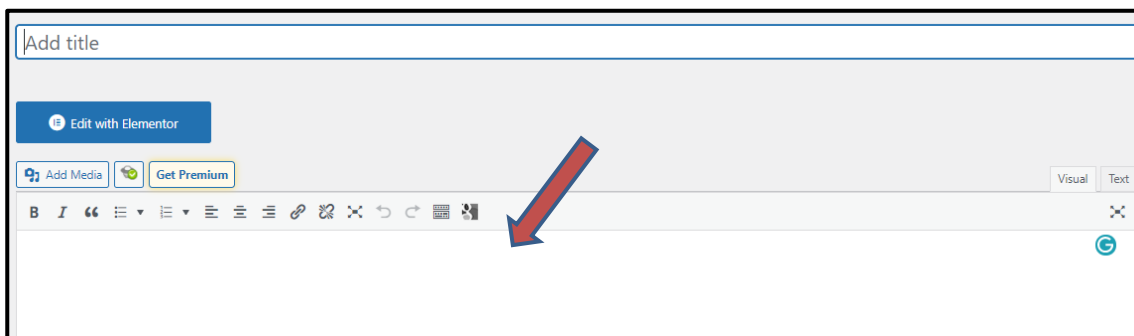 Add title
Edit with Elementor
Add Media Get Premium
Visual Text
B I